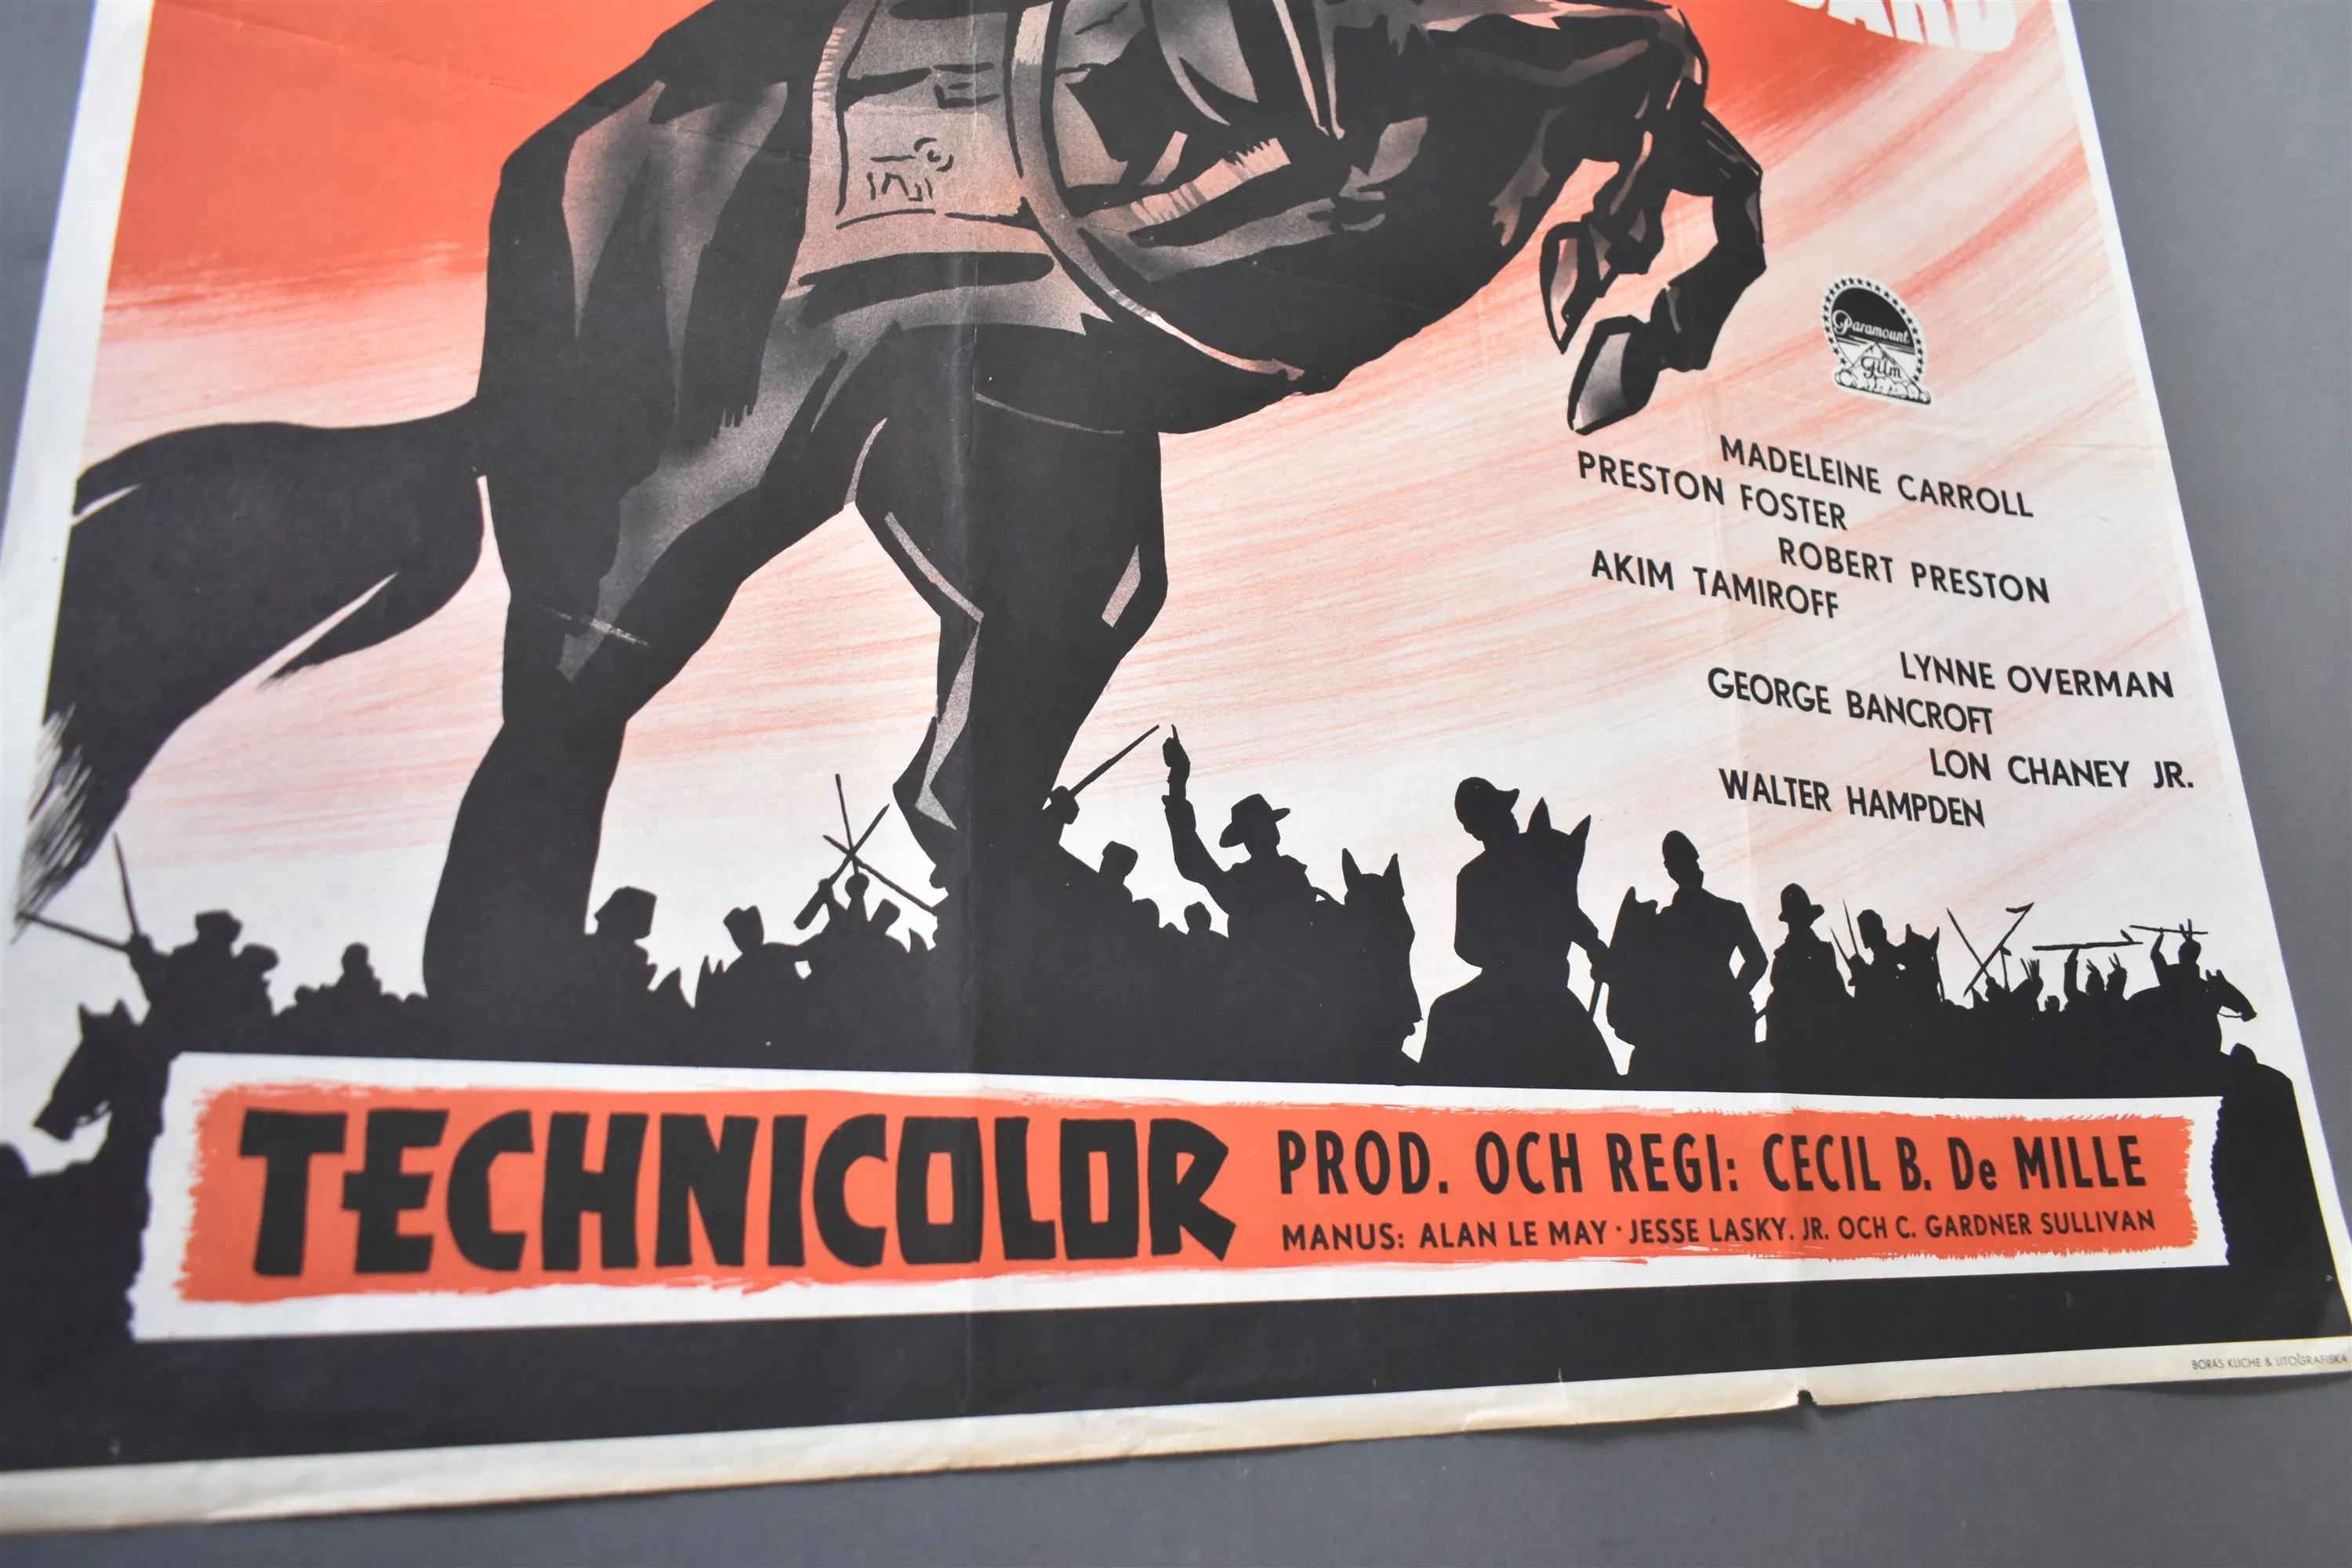 Paramount
Film
MADELEINE CARROLL
PRESTON FOSTER
ROBERT PRESTON
AKIM TAMIROFF
LYNNE OVERMAN
GEORGE BANCROFT
LON CHANEY JR.
WALTER HAMPDEN
TECHNICOLOR
PROD. OCH REGI: CECIL B. De MILLE
MANUS: ALAN LE MAY · JESSE LASKY. JR. OCH C. GARDNER SULLIVAN
BORÅS KLICHÉ & LITOGRAFISKA